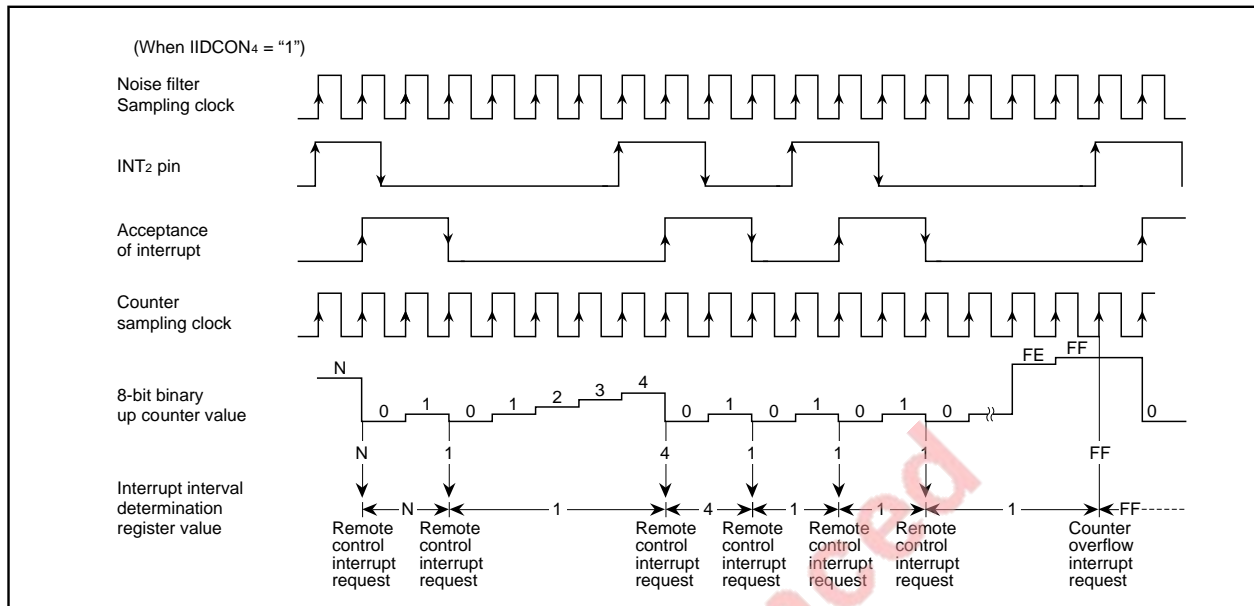 (When IIDCON4 = “1”)
Noise filter
Sampling clock
INT2 pin
Acceptance
of interrupt
Counter
sampling clock
N 0 1 0 1 2 3 4 0 1 0 1 0 1 0 FE FF 0
8-bit binary
up counter value
N 1 4 1 1 1 FF
Interrupt interval
determination
register value
N 1 4 1 1 1 FF
Remote
control
interrupt
request
Remote
control
interrupt
request
Remote
control
interrupt
request
Remote
control
interrupt
request
Remote
control
interrupt
request
Remote
control
interrupt
request
Counter
overflow
interrupt
request